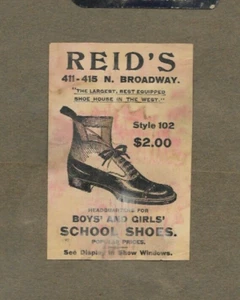 REID'S
411-415 N. BROADWAY.
"THE LARGEST, BEST EQUIPPED
SHOE HOUSE IN THE WEST."
Style 102
$2.00
HEADQUARTERS FOR
BOYS' AND GIRLS'
SCHOOL SHOES.
POPULAR PRICES.
See Display in Show Windows.